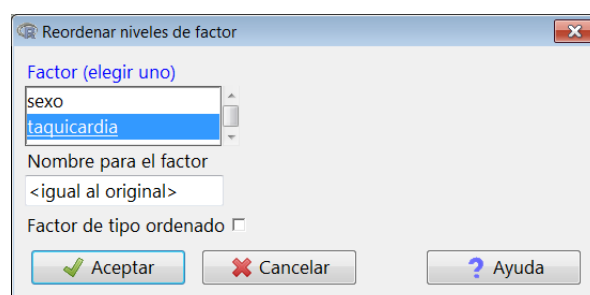 Reordenar niveles de factor
Factor (elegir uno)
sexo
taquicardia
Nombre para el factor
<igual al original>
Factor de tipo ordenado
Aceptar Cancelar Ayuda